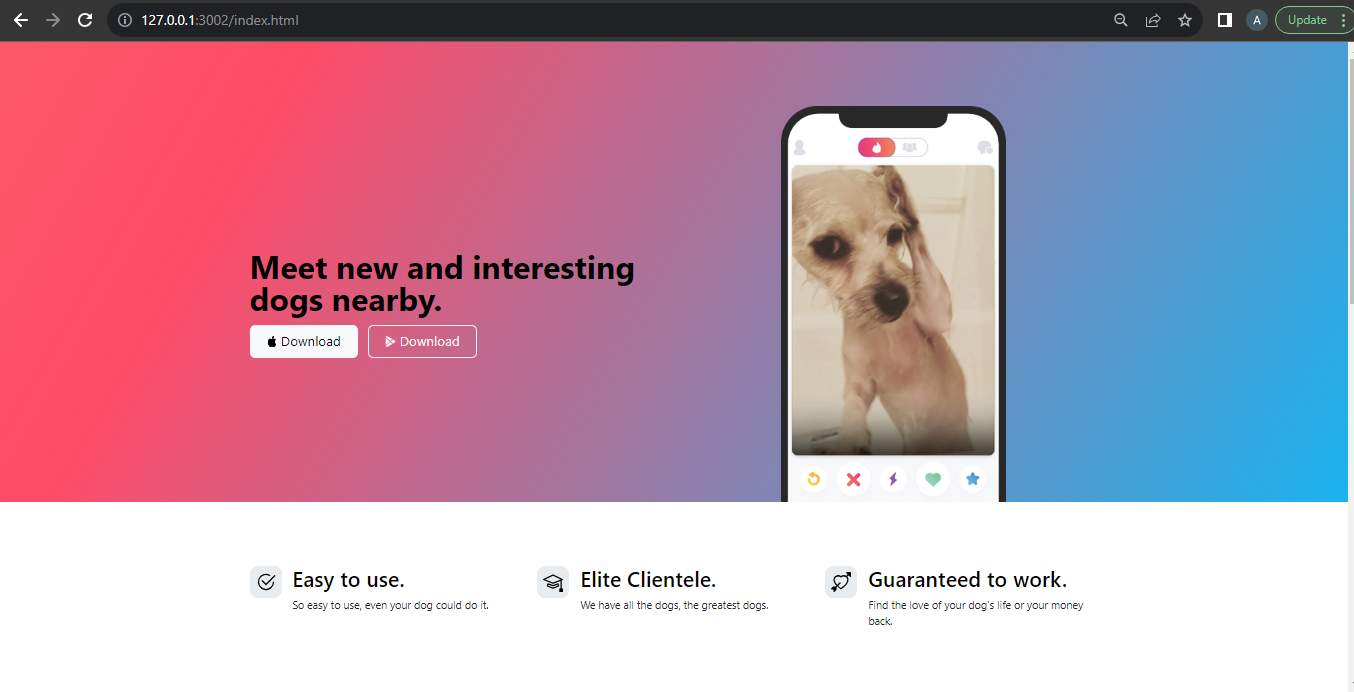 127.0.0.1:3002/index.html
A
Update
Meet new and interesting
dogs nearby.
Download
Download
Easy to use.
So easy to use, even your dog could do it.
Elite Clientele.
We have all the dogs, the greatest dogs.
Guaranteed to work.
Find the love of your dog's life or your money
back.